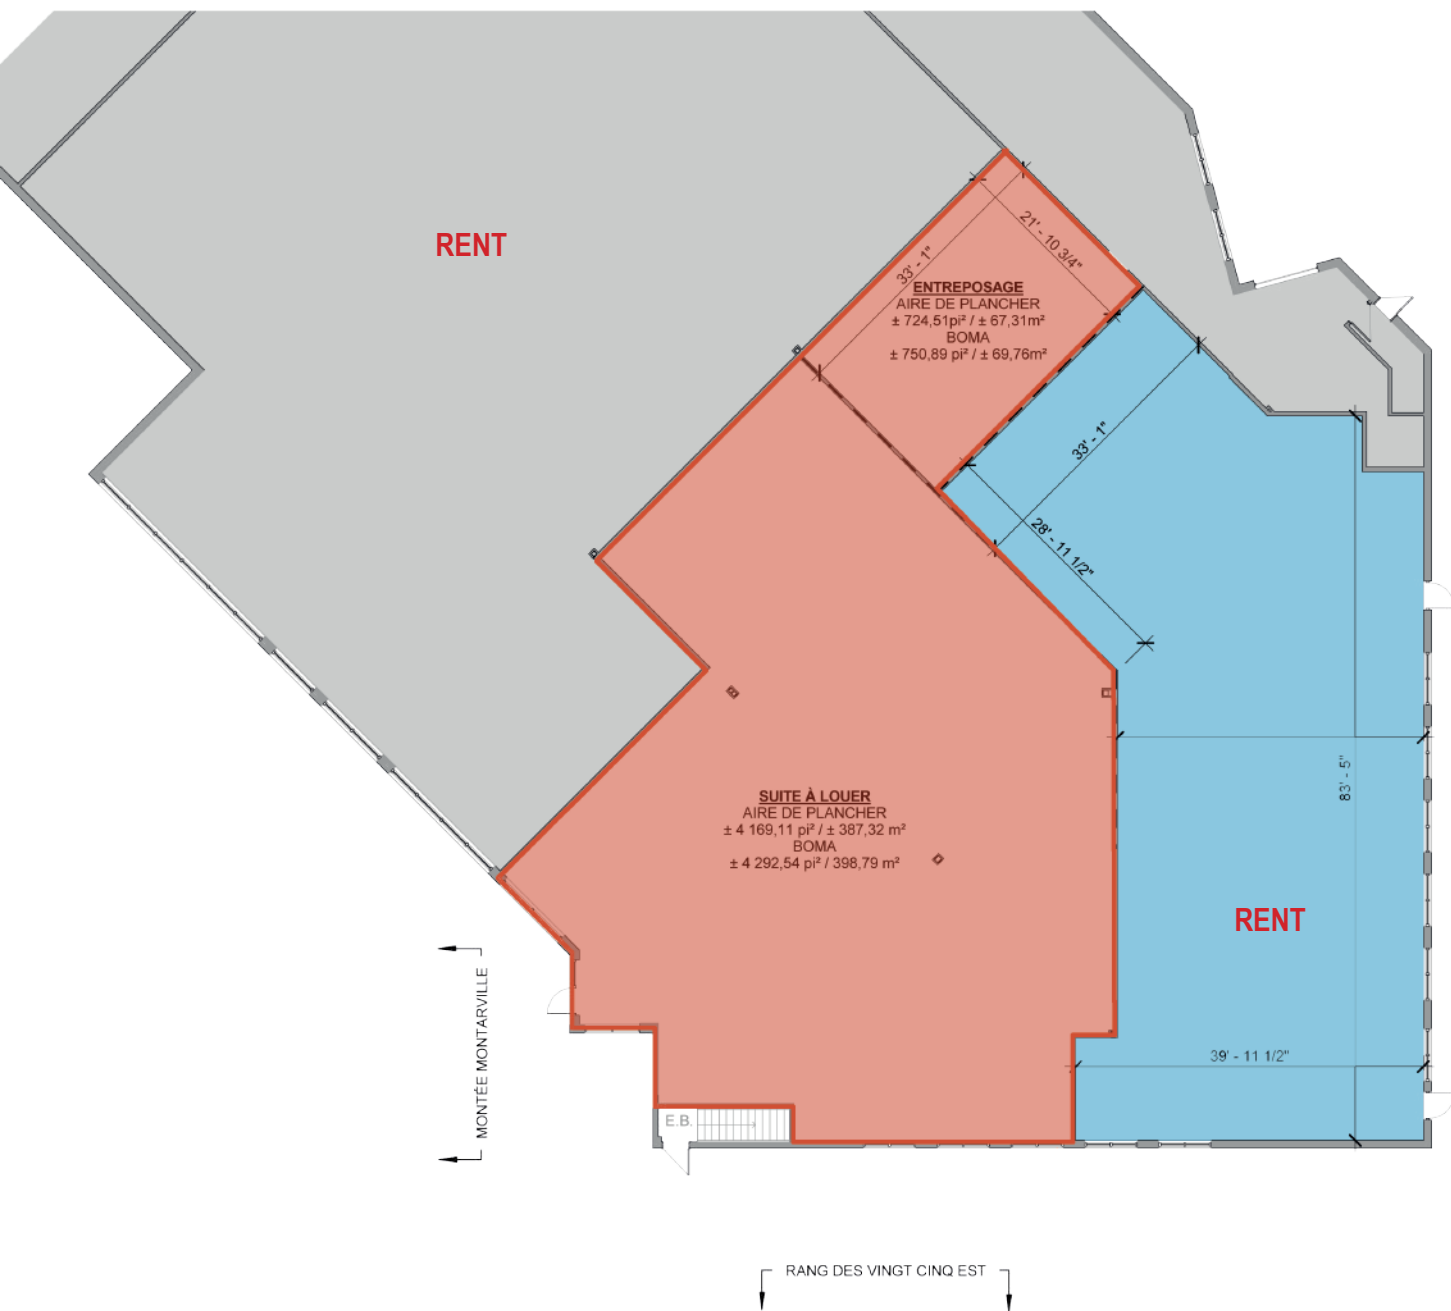 RENT
21' - 10 3/4"
33' - 1"
ENTREPOSAGE
AIRE DE PLANCHER
± 724,51pi² / ± 67,31m²
BOMA
± 750,89 pi² / ± 69,76m²
33' - 1"
28' - 11 1/2"
83' - 5"
SUITE À LOUER
AIRE DE PLANCHER
± 4 169,11 pi² / ± 387,32 m²
BOMA
± 4 292,54 pi² / 398,79 m²
RENT
MONTÉE MONTARVILLE
39' - 11 1/2"
E.B.
RANG DES VINGT CINQ EST